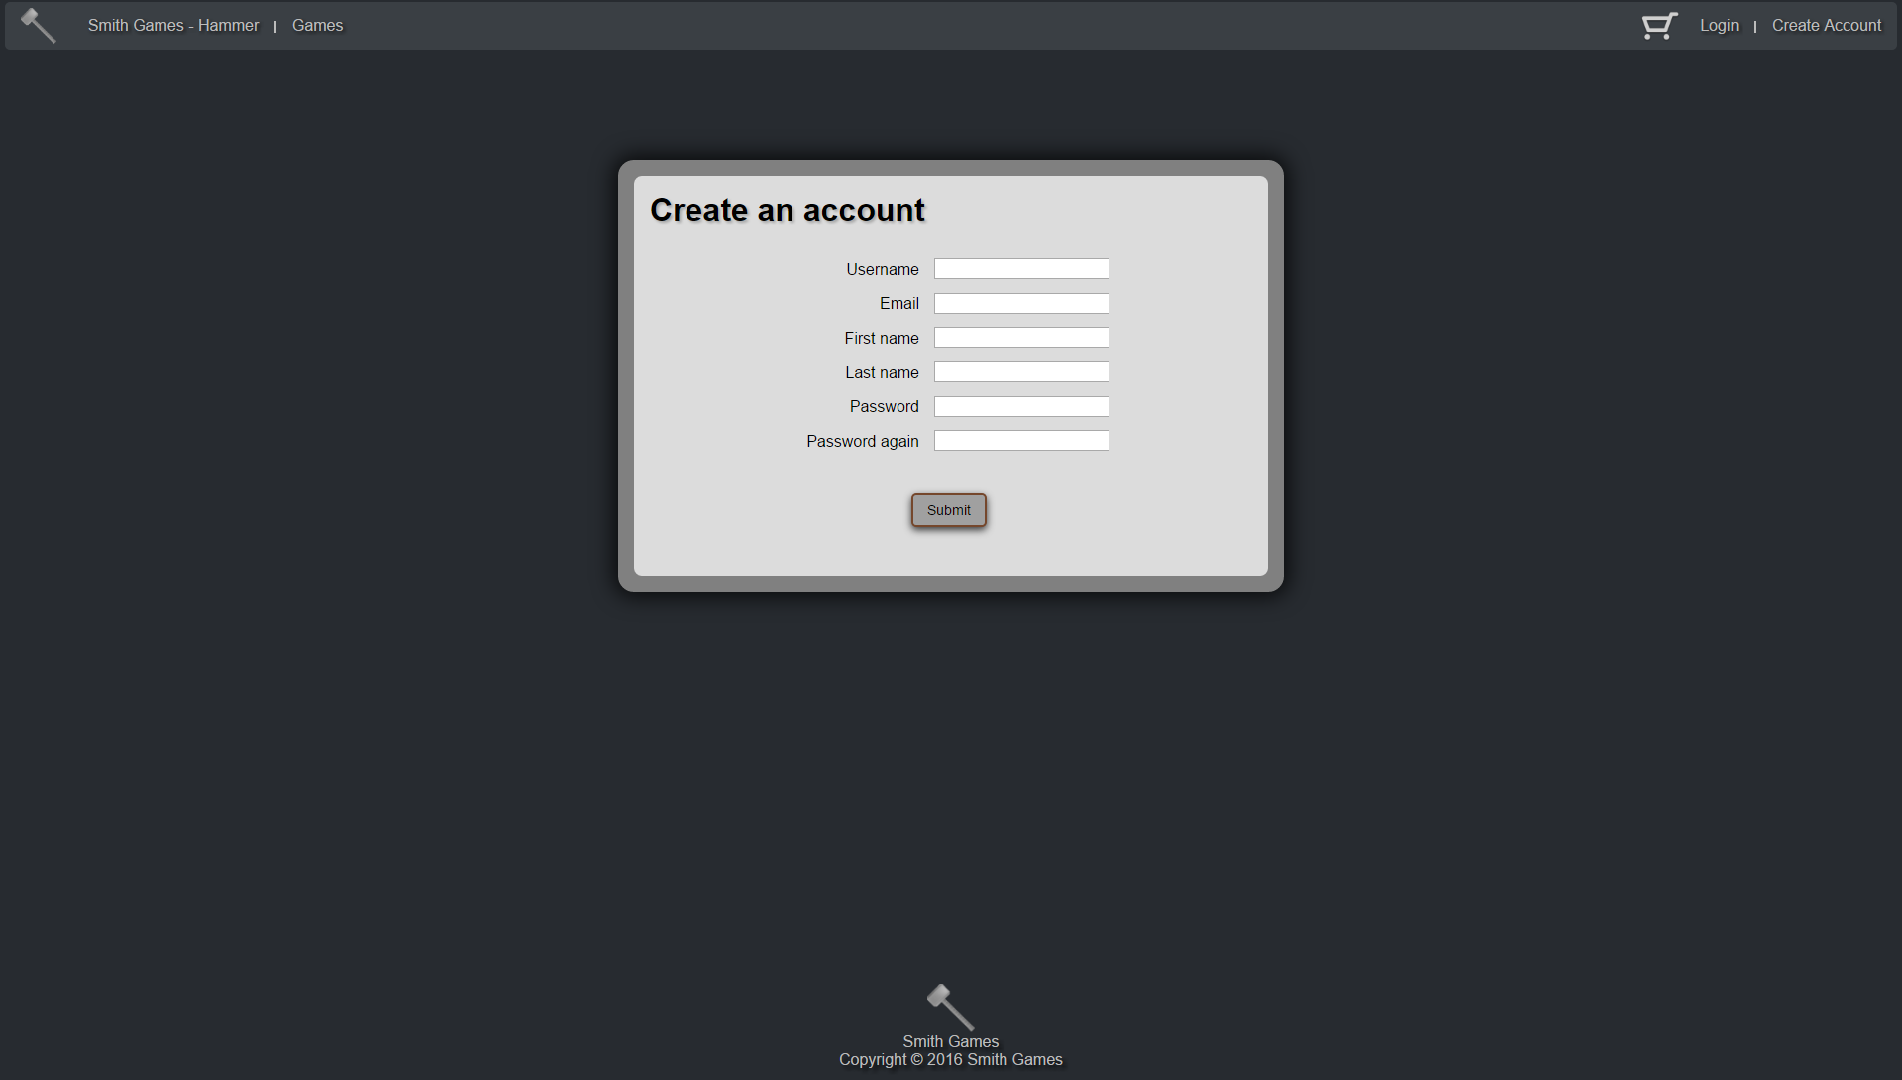 Smith Games - Hammer | Games Login | Create Account
Create an account
Username
Email
First name
Last name
Password
Password again
Submit
Smith Games
Copyright © 2016 Smith Games